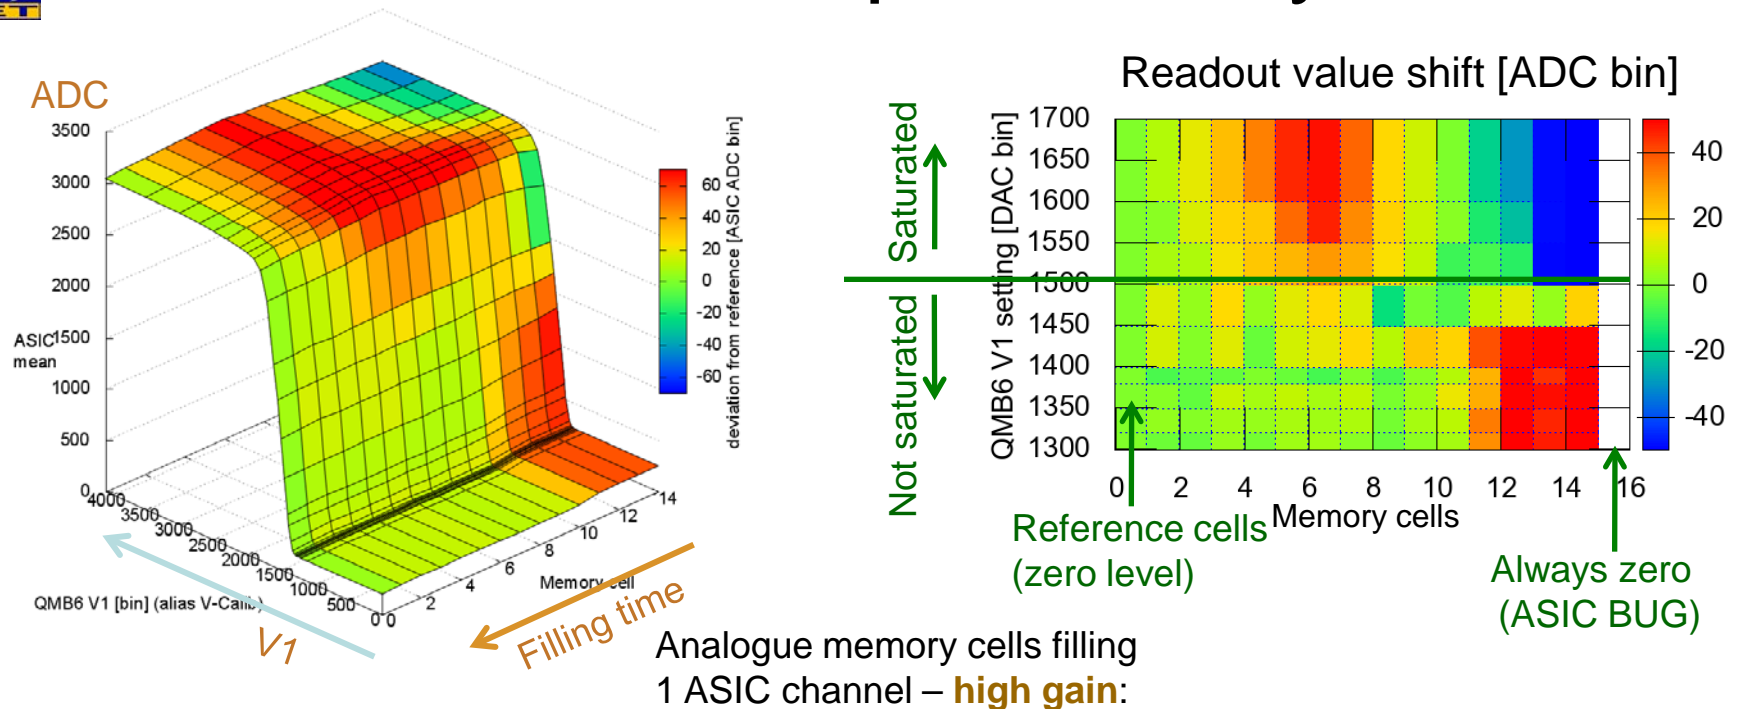 ET
ADC
3500
3000
2500
2000
1500
1000
500
0
ASIC
mean
4000
3500
3000
2500
2000
1500
1000
500
0
QMB6 V1 [bin] (alias V-Calib)
V1
0
2
4
6
8
10
12
14
Memory cell
Filling time
60
40
20
0
-20
-40
-60
deviation from reference [ASIC ADC bin]
Readout value shift [ADC bin]
Saturated
Not saturated
QMB6 V1 setting [DAC bin]
1700
1650
1600
1550
1500
1450
1400
1350
1300
0 2 4 6 8 10 12 14 16
Memory cells
40
20
0
-20
-40
Reference cells
(zero level)
Always zero
(ASIC BUG)
Analogue memory cells filling
1 ASIC channel – high gain: